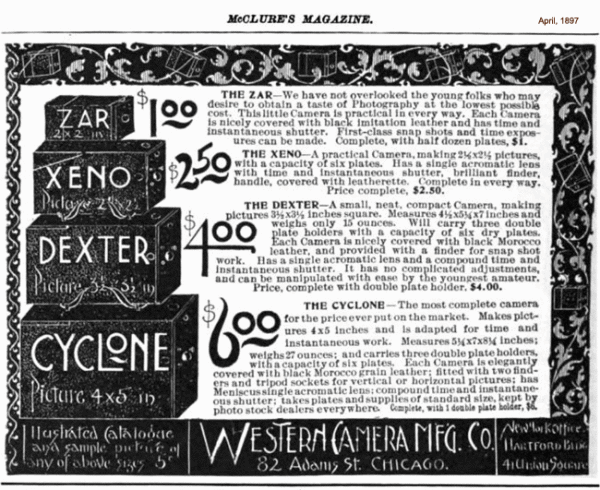 McCLURE'S MAGAZINE.
April, 1897
ZAR
2 x 2 in
$1.00
THE ZAR—We have not overlooked the young folks who may
desire to obtain a taste of Photography at the lowest possible
cost. This little Camera is practical in every way. Each Camera
is nicely covered with black imitation leather and has time and
instantaneous shutter. First-class snap shots and time expos-
ures can be made. Complete, with half dozen plates, $1.
XENO
Picture
$2.50
THE XENO—A practical Camera, making 2½x2½ pictures,
with a capacity of six plates. Has a single acromatic lens
with time and instantaneous shutter, brilliant finder,
handle, covered with leatherette. Complete in every way.
Price complete, $2.50.
DEXTER
Picture 3½ 3½ in
$4.00
THE DEXTER—A small, neat, compact Camera, making
pictures 3½x3½ inches square. Measures 4½x5¼x7 inches and
weighs only 15 ounces. Will carry three double
plate holders with a capacity of six dry plates.
Each Camera is nicely covered with black Morocco
leather, and provided with a finder for snap shot
work. Has a single acromatic lens and a compound time and
instantaneous shutter. It has no complicated adjustments,
and can be manipulated with ease by the youngest amateur.
Price, complete with double plate holder, $4.00.
CYCLONE
Picture 4x5 in
$6.00
THE CYCLONE—The most complete camera
for the price ever put on the market. Makes pict-
ures 4x5 inches and is adapted for time and
instantaneous work. Measures 5¼x7x8¼ inches;
weighs 27 ounces; and carries three double plate holders,
with a capacity of six plates. Each Camera is elegantly
covered with black Morocco grain leather; fitted with two find-
ers and tripod sockets for vertical or horizontal pictures; has
Meniscus single acromatic lens; compound time and instantane-
ous shutter; takes plates and supplies of standard size, kept by
photo stock dealers everywhere. Complete, with 1 double plate holder, $6.
Illustrated Catalogue
and sample picture of
any of above sizes 5c
WESTERN CAMERA MFG. CO.
82 Adams St. CHICAGO.
New York office
HARTFORD BLDG
41 Union Square